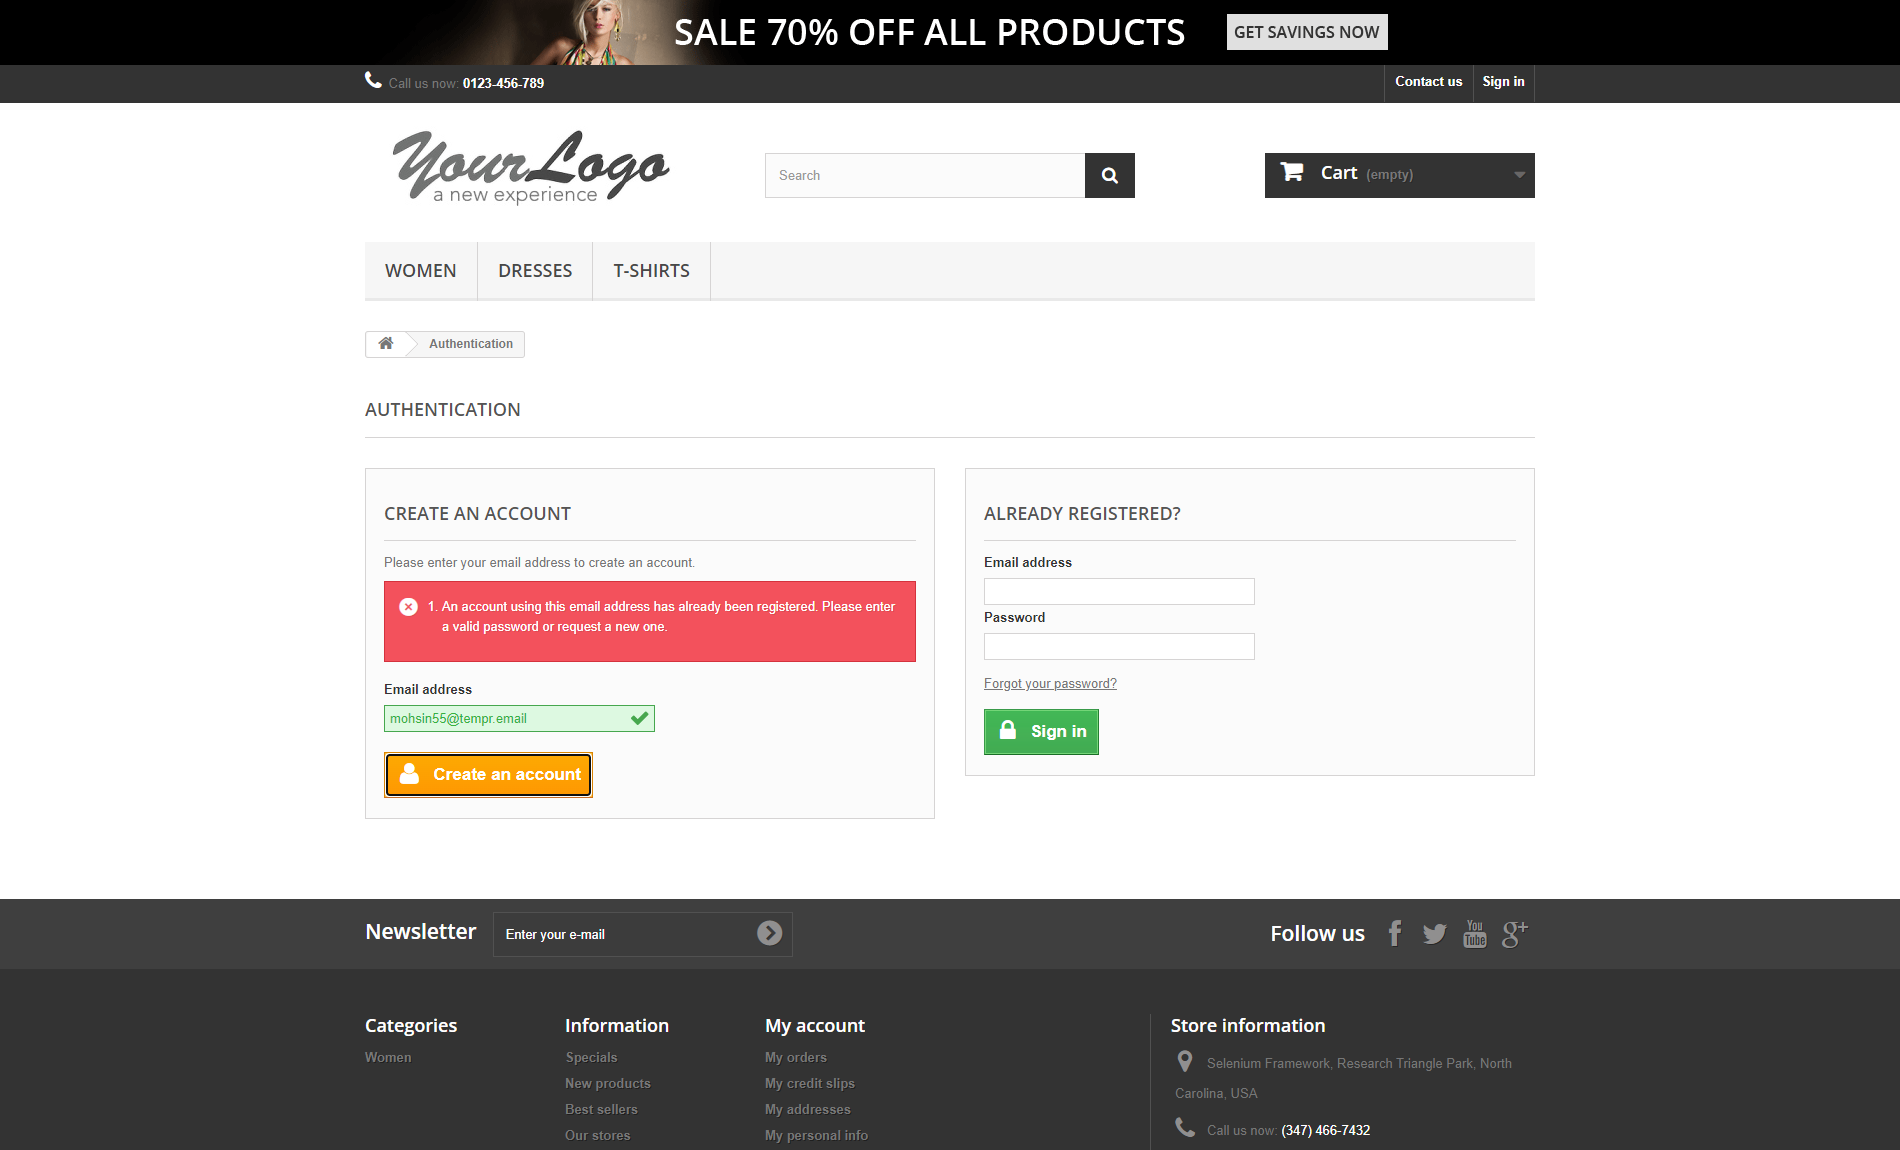 SALE 70% OFF ALL PRODUCTS
GET SAVINGS NOW
Call us now: 0123-456-789
Contact us
Sign in
YourLogo
a new experience
Search
Cart (empty)
WOMEN
DRESSES
T-SHIRTS
Authentication
AUTHENTICATION
CREATE AN ACCOUNT
Please enter your email address to create an account.
1. An account using this email address has already been registered. Please enter
a valid password or request a new one.
Email address
mohsin55@tempr.email
Create an account
ALREADY REGISTERED?
Email address
Password
Forgot your password?
Sign in
Newsletter
Enter your e-mail
Follow us
You
Tube
g+
Categories
Women
Information
Specials
New products
Best sellers
Our stores
My account
My orders
My credit slips
My addresses
My personal info
Store information
Selenium Framework, Research Triangle Park, North
Carolina, USA
Call us now: (347) 466-7432